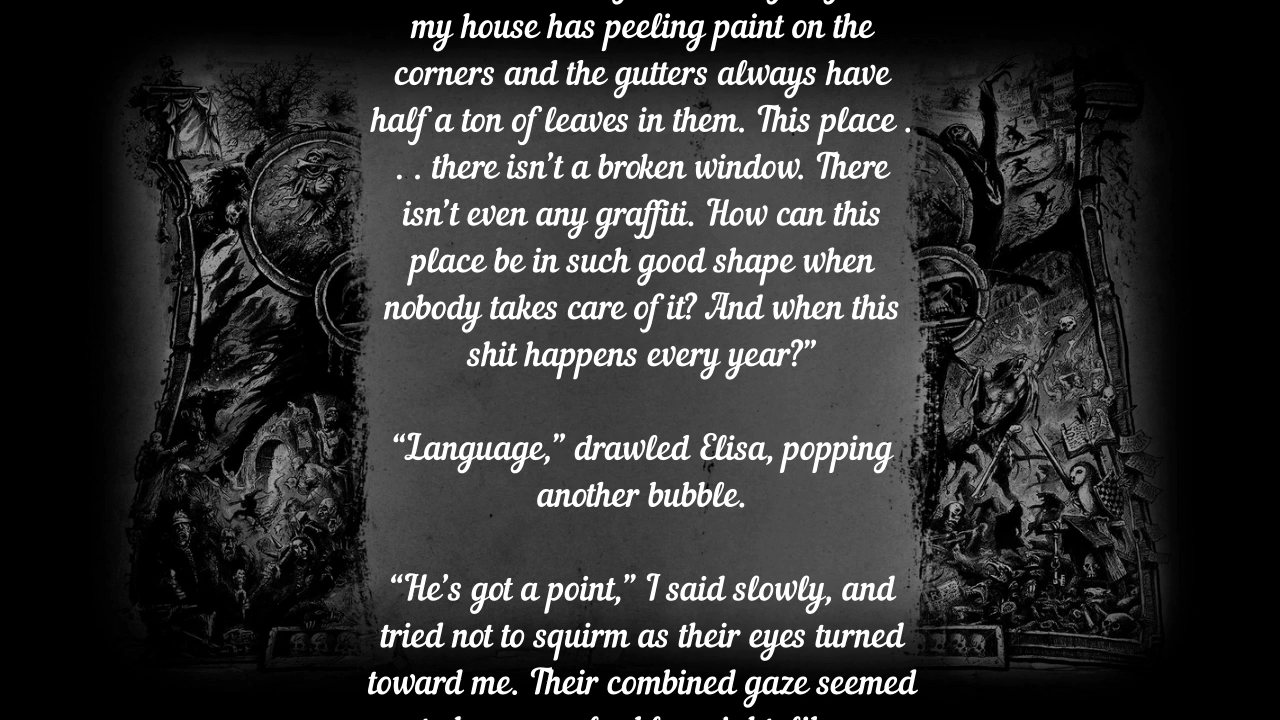 my house has peeling paint on the
corners and the gutters always have
half a ton of leaves in them. This place .
. . there isn’t a broken window. There
isn’t even any graffiti. How can this
place be in such good shape when
nobody takes care of it? And when this
shit happens every year?”
“Language,” drawled Elisa, popping
another bubble.
“He’s got a point,” I said slowly, and
tried not to squirm as their eyes turned
toward me. Their combined gaze seemed